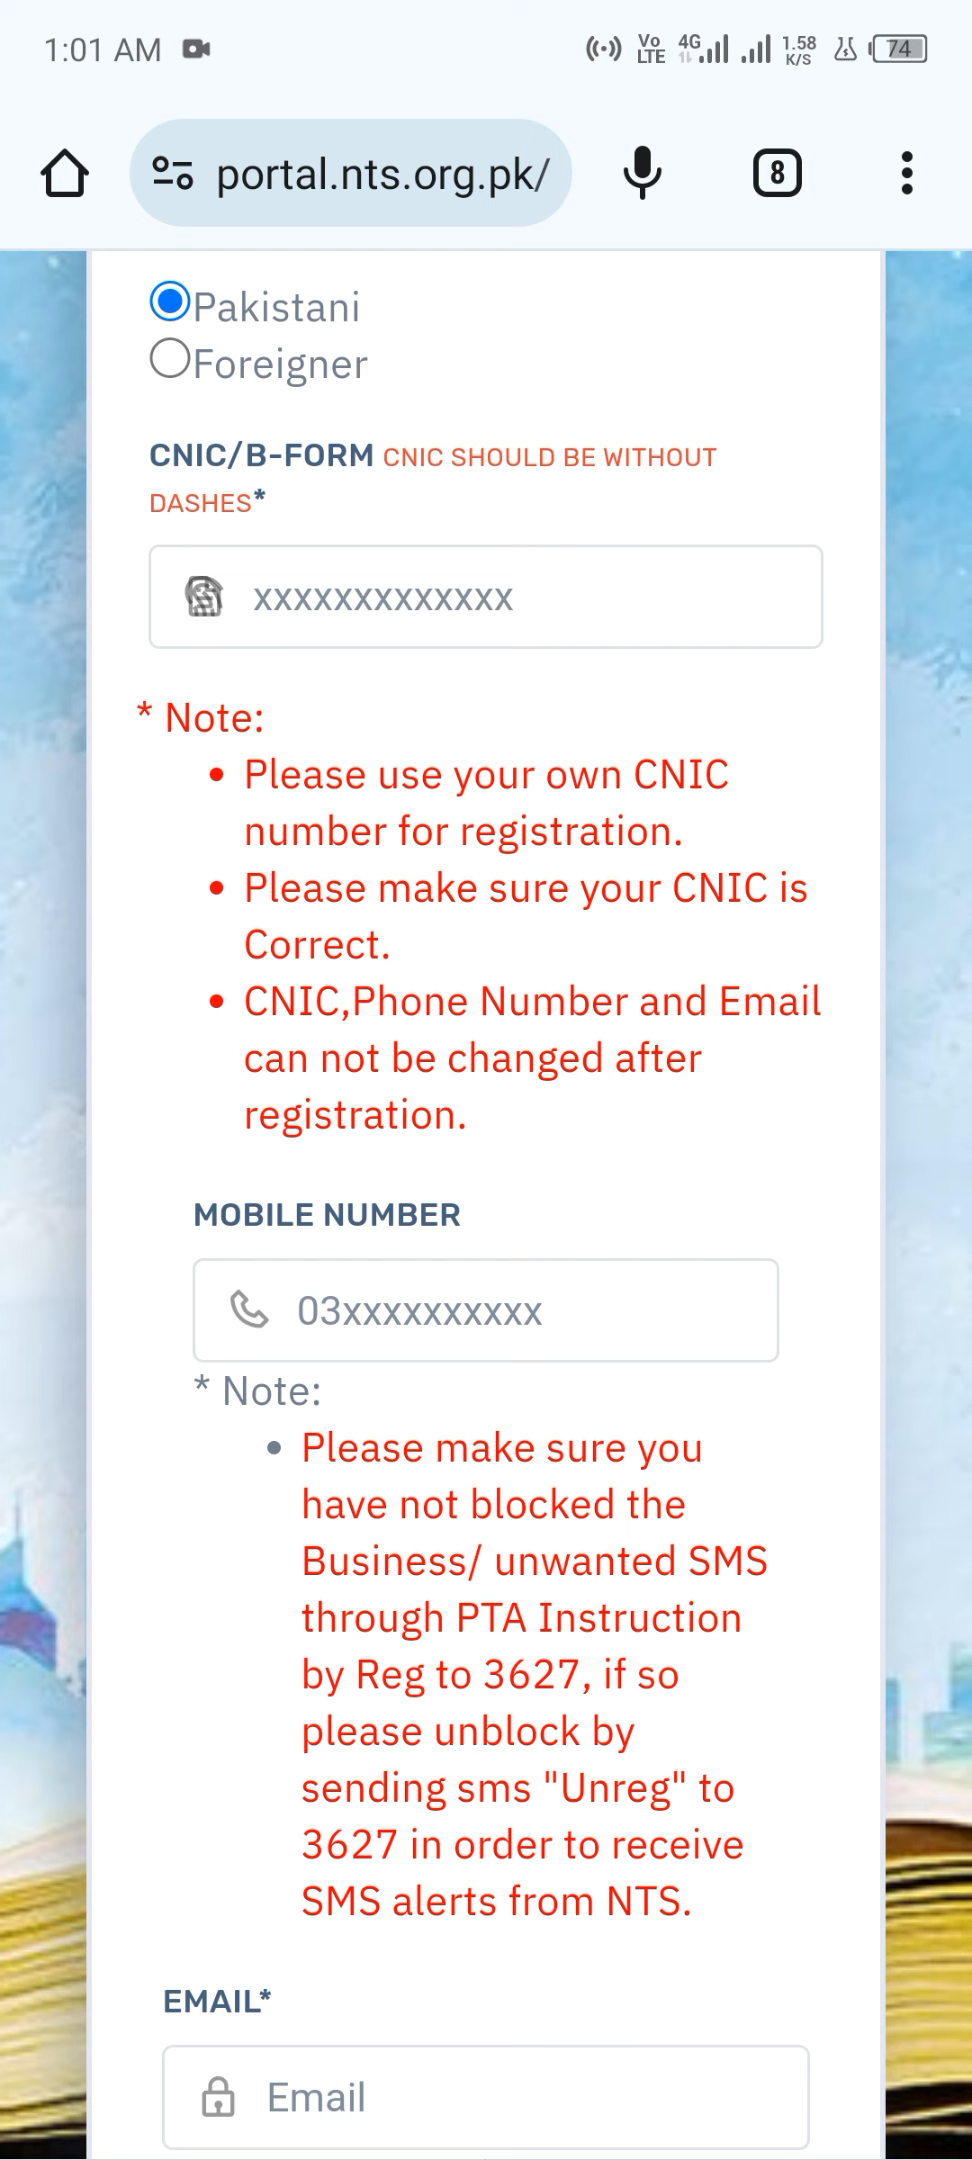 1:01 AM
Vo LTE 4G 1.58 K/S 74
portal.nts.org.pk/
8
Pakistani
Foreigner
CNIC/B-FORM CNIC SHOULD BE WITHOUT
DASHES*
xxxxxxxxxxxxx
* Note:
• Please use your own CNIC
number for registration.
• Please make sure your CNIC is
Correct.
• CNIC,Phone Number and Email
can not be changed after
registration.
MOBILE NUMBER
03xxxxxxxxxx
* Note:
• Please make sure you
have not blocked the
Business/ unwanted SMS
through PTA Instruction
by Reg to 3627, if so
please unblock by
sending sms "Unreg" to
3627 in order to receive
SMS alerts from NTS.
EMAIL*
Email